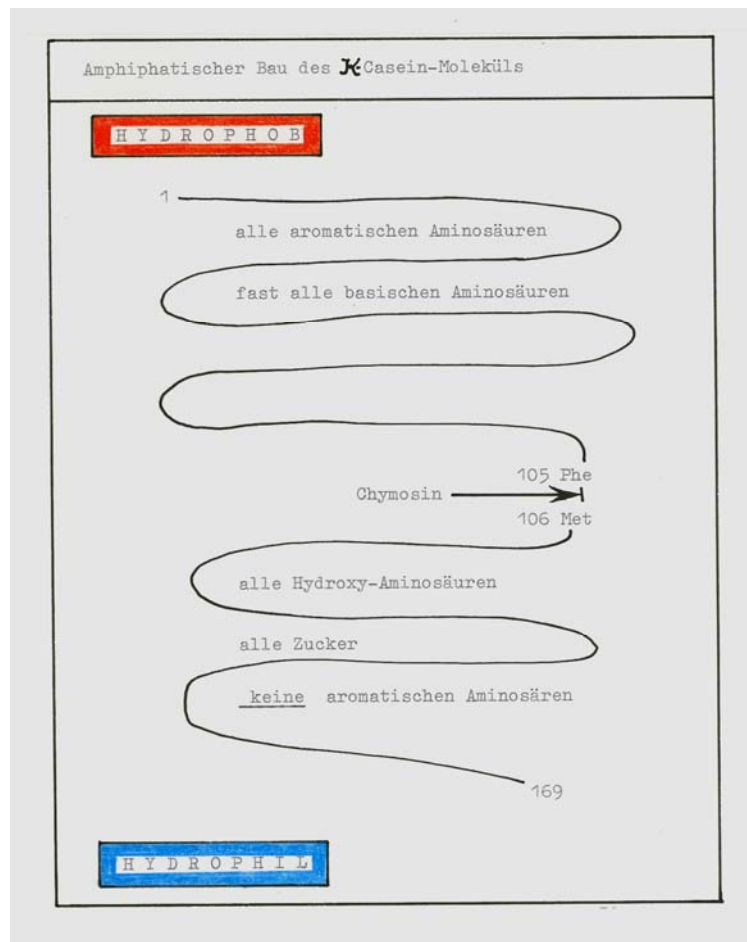 Amphiphatischer Bau des K-Casein-Moleküls
HYDROPHOB
1
alle aromatischen Aminosäuren
fast alle basischen Aminosäuren
105 Phe
Chymosin
106 Met
alle Hydroxy-Aminosäuren
alle Zucker
keine aromatischen Aminosären
169
HYDROPHIL